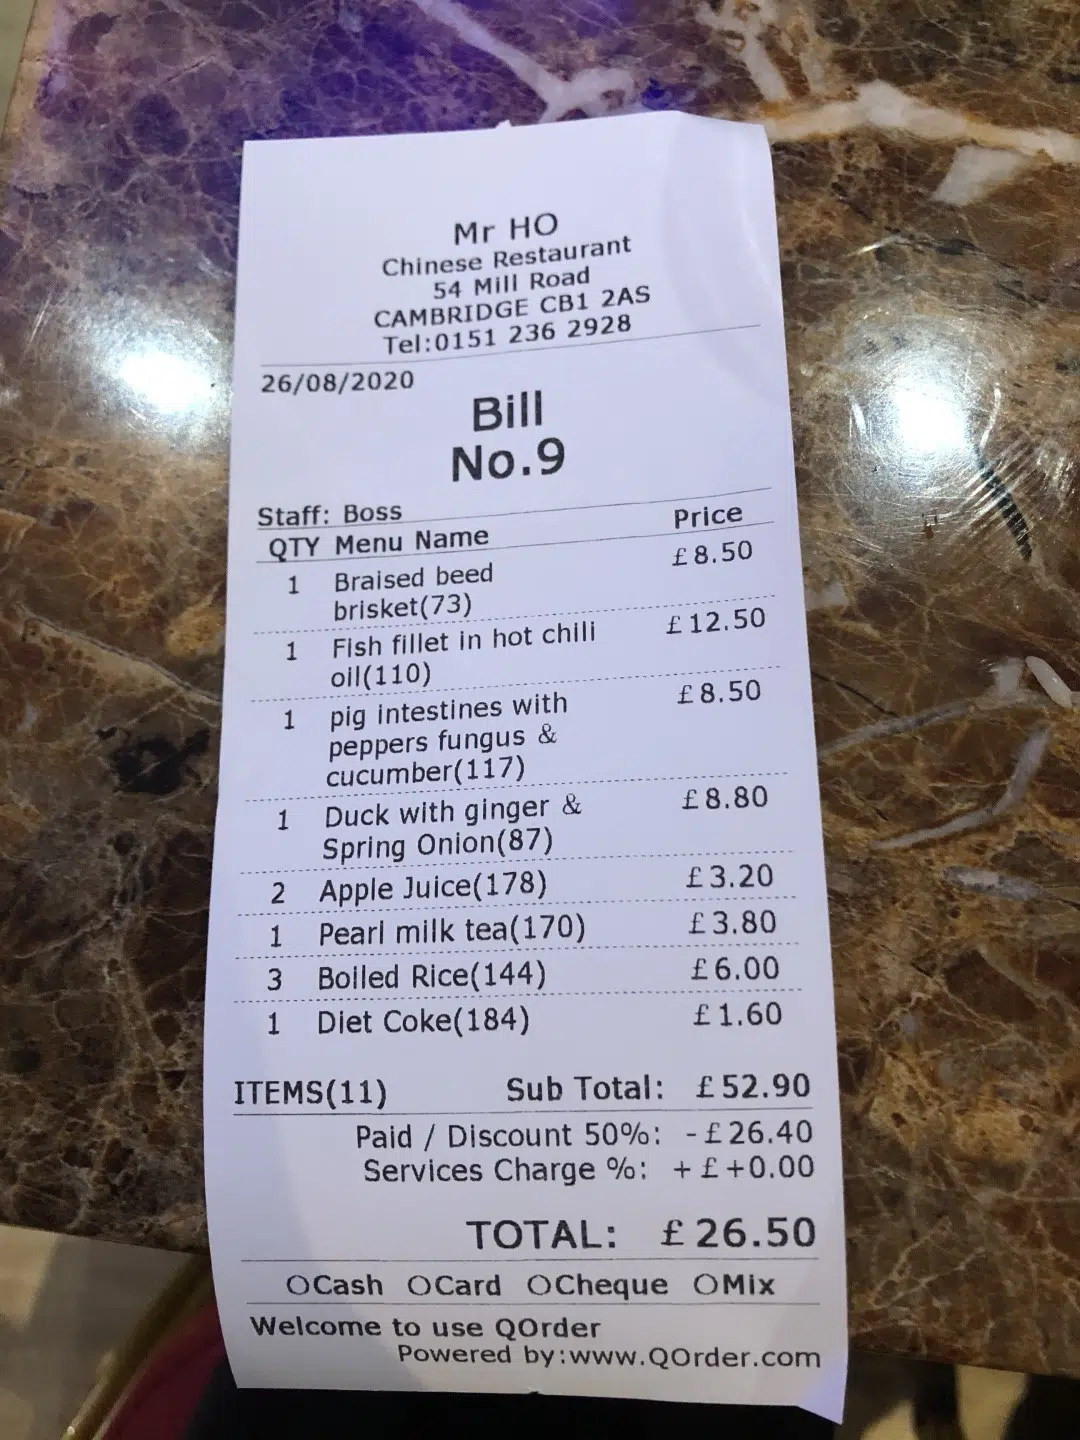 Mr HO
Chinese Restaurant
54 Mill Road
CAMBRIDGE CB1 2AS
Tel:0151 236 2928
26/08/2020
Bill
No.9
Staff: Boss
QTY Menu Name Price
1 Braised beed £8.50
brisket(73)
1 Fish fillet in hot chili £12.50
oil(110)
1 pig intestines with £8.50
peppers fungus &
cucumber(117)
1 Duck with ginger & £8.80
Spring Onion(87)
2 Apple Juice(178) £3.20
1 Pearl milk tea(170) £3.80
3 Boiled Rice(144) £6.00
1 Diet Coke(184) £1.60
ITEMS(11) Sub Total: £52.90
Paid / Discount 50%: -£26.40
Services Charge %: +£+0.00
TOTAL: £26.50
OCash OCard OCheque OMix
Welcome to use QOrder
Powered by:www.QOrder.com